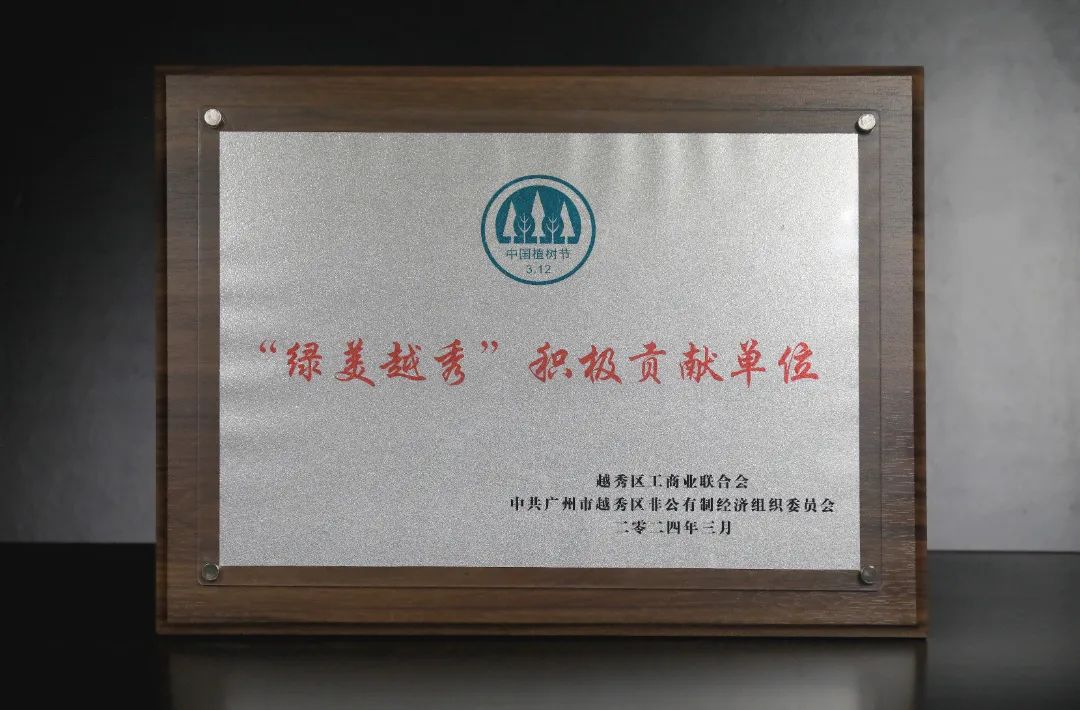 中国植树节
3.12
“绿美越秀”积极贡献单位
越秀区工商业联合会
中共广州市越秀区非公有制经济组织委员会
二零二四年三月